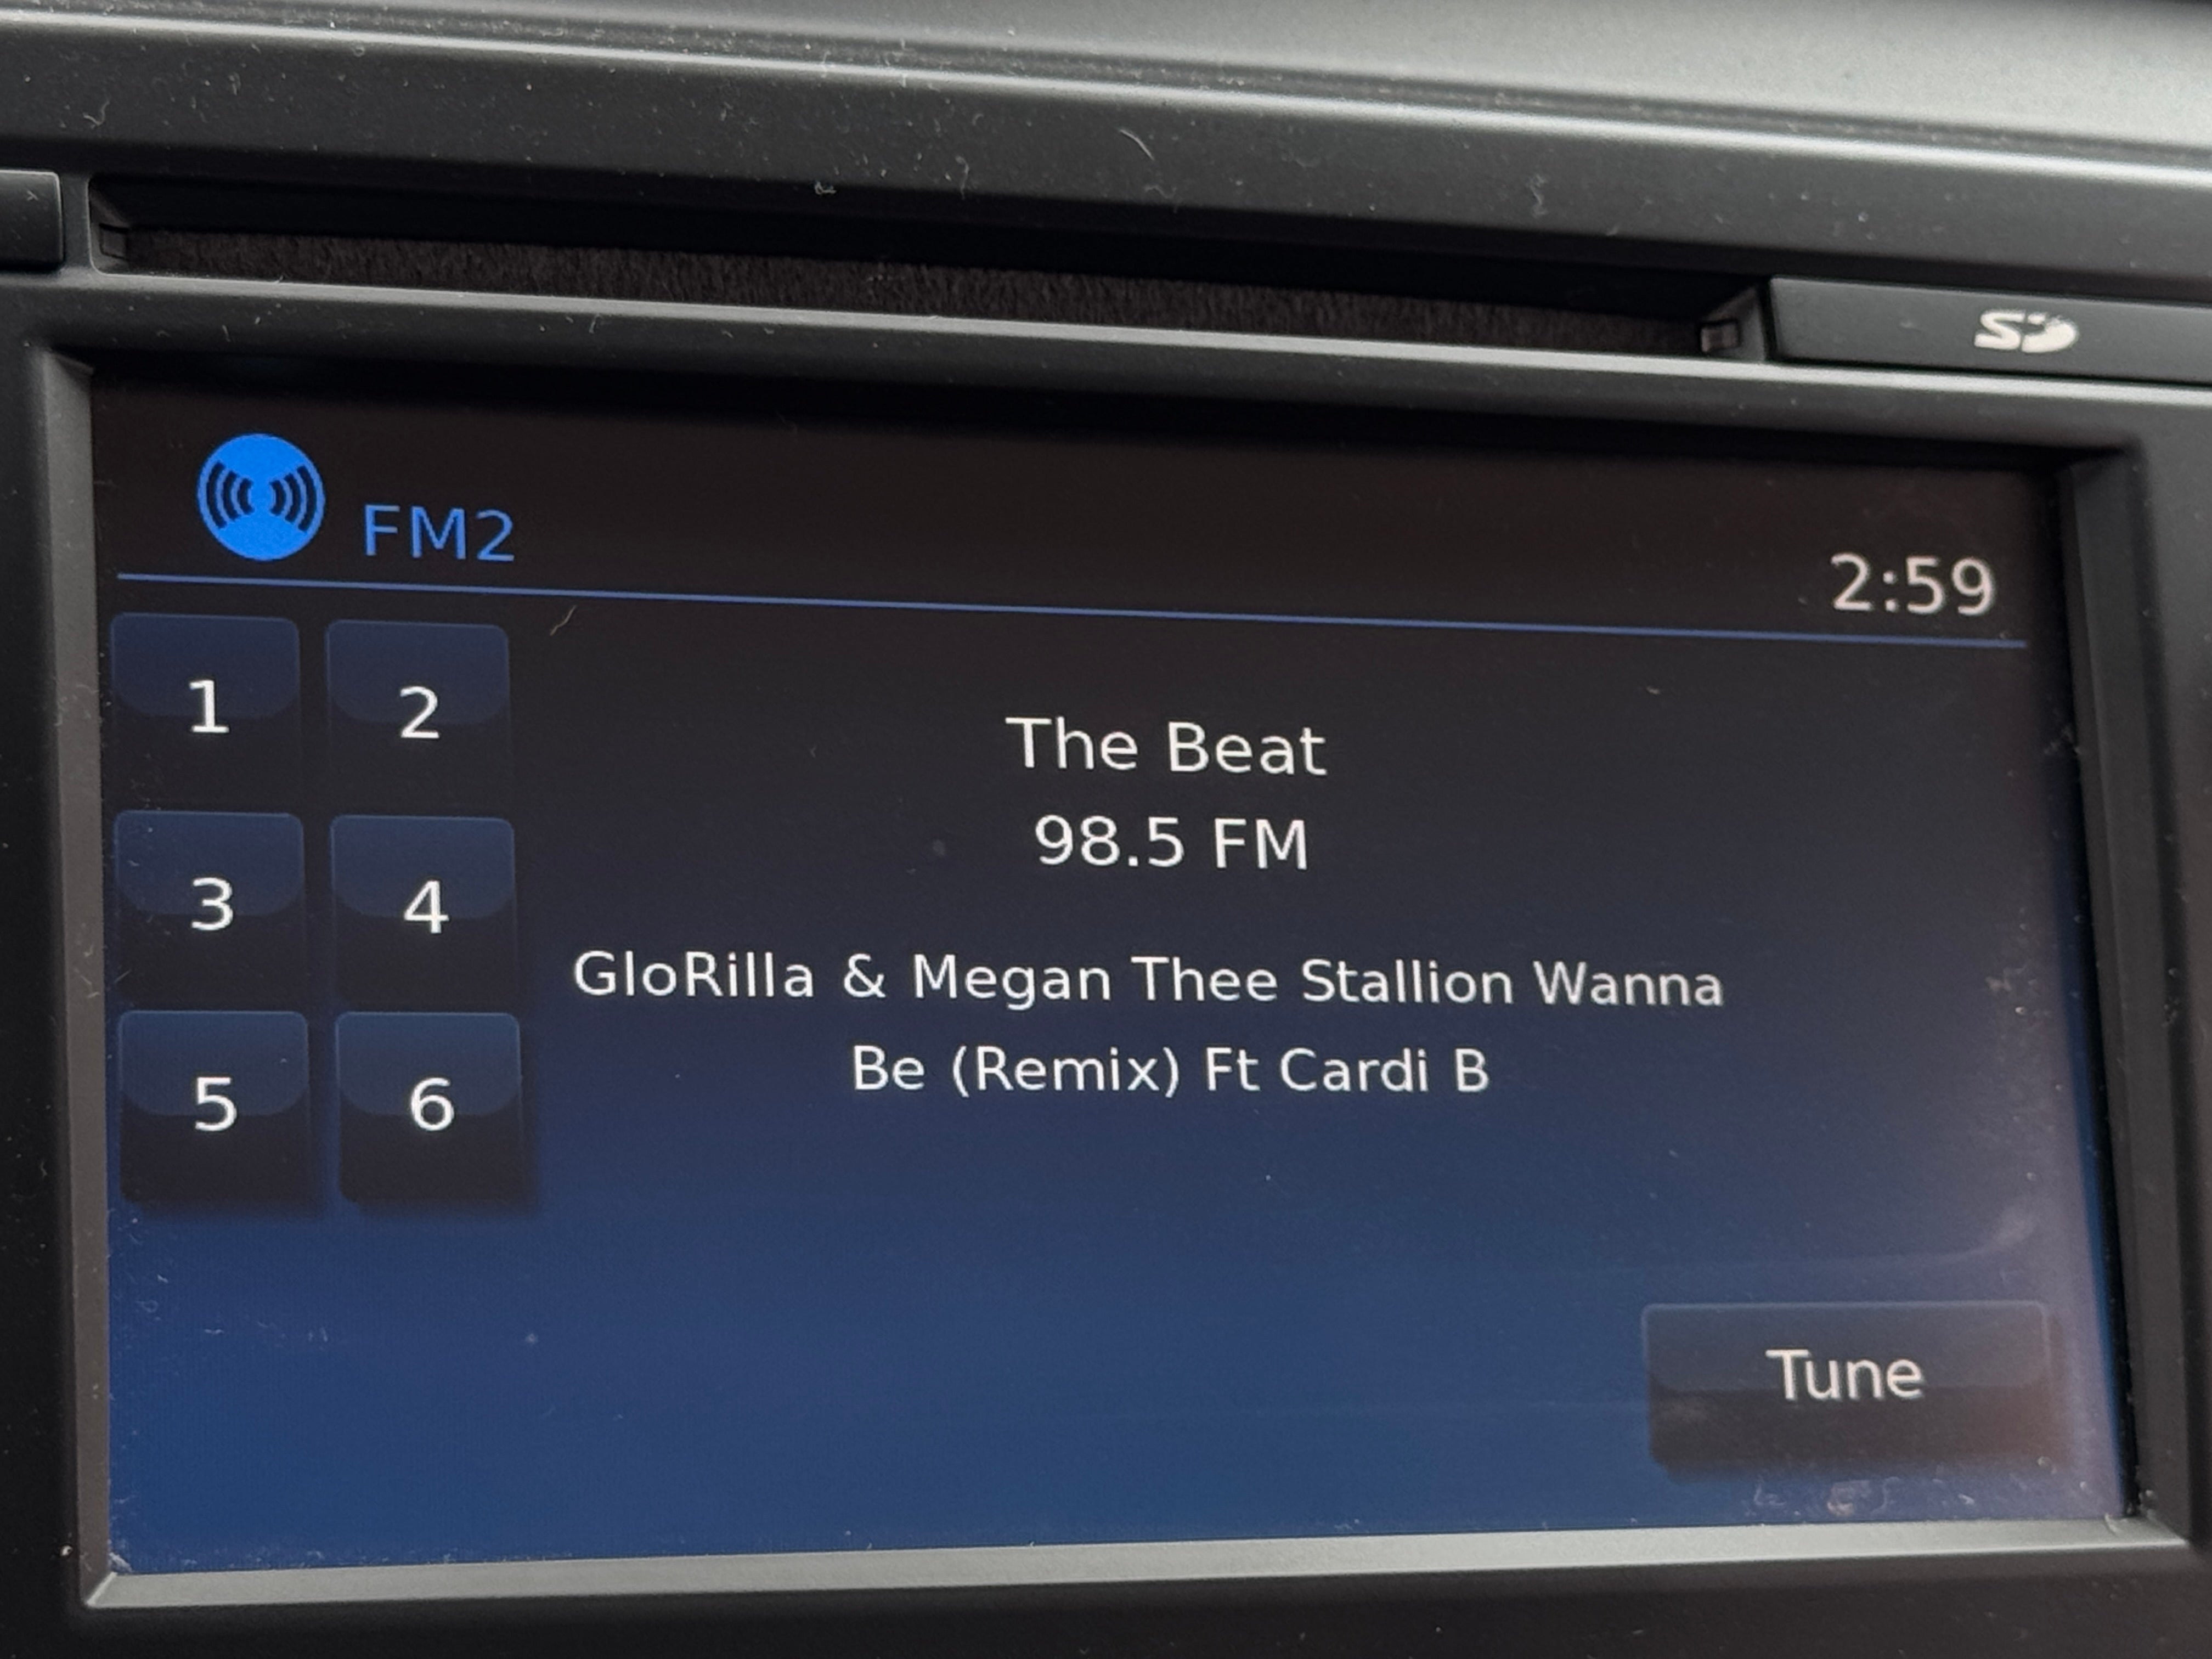 SD
FM2
2:59
1 2
3 4
5 6
The Beat
98.5 FM
GloRilla & Megan Thee Stallion Wanna
Be (Remix) Ft Cardi B
Tune